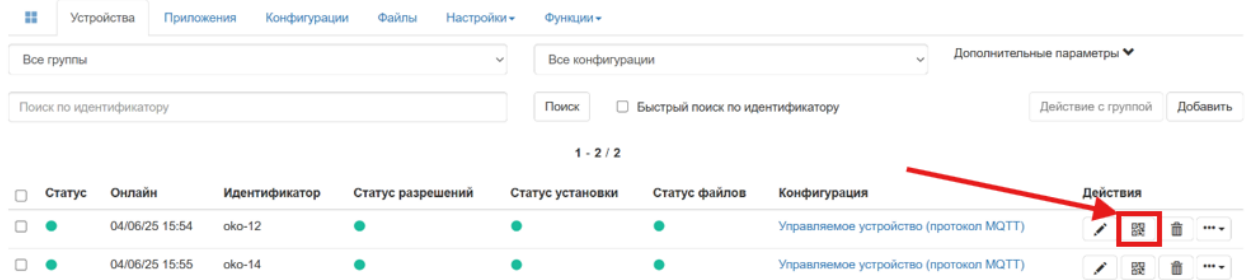 Устройства Приложения Конфигурации Файлы Настройки Функции
Все группы Все конфигурации Дополнительные параметры
Поиск по идентификатору Поиск Быстрый поиск по идентификатору Действие с группой Добавить
1 - 2 / 2
Статус Онлайн Идентификатор Статус разрешений Статус установки Статус файлов Конфигурация Действия
04/06/25 15:54 oko-12 Управляемое устройство (протокол MQTT)
04/06/25 15:55 oko-14 Управляемое устройство (протокол MQTT)